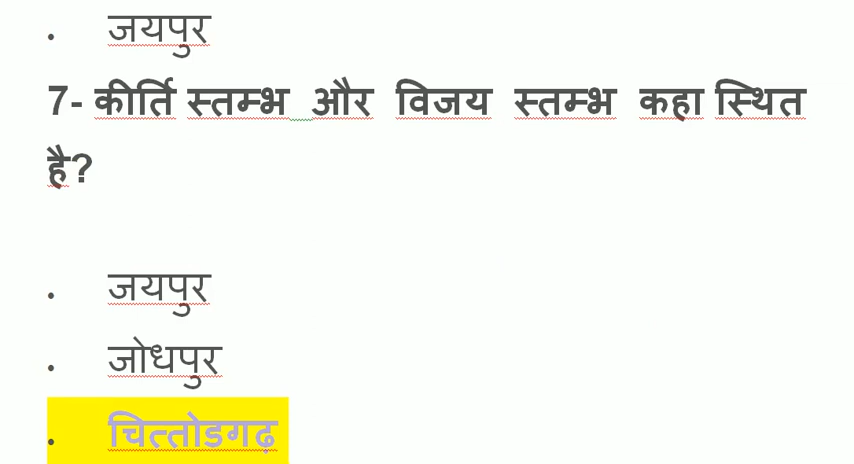 • जयपुर
7- कीर्ति स्तम्भ और विजय स्तम्भ कहा स्थित
है?
• जयपुर
• जोधपुर
• चित्तोडगढ़